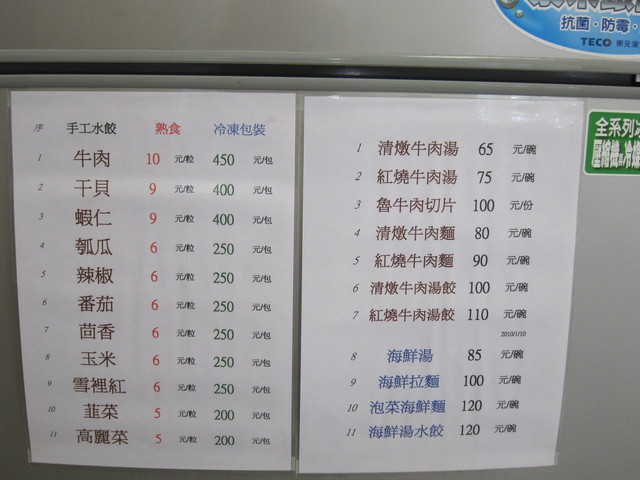 抗菌·防霉·
TECO 東元家
全系列冰
序 手工水餃 熟食 冷凍包裝
1 牛肉 10 元/粒 450 元/包
2 干貝 9 元/粒 400 元/包
3 蝦仁 9 元/粒 400 元/包
4 瓠瓜 6 元/粒 250 元/包
5 辣椒 6 元/粒 250 元/包
6 番茄 6 元/粒 250 元/包
7 茴香 6 元/粒 250 元/包
8 玉米 6 元/粒 250 元/包
9 雪裡紅 6 元/粒 250 元/包
10 韮菜 5 元/粒 200 元/包
11 高麗菜 5 元/粒 200 元/包
1 清燉牛肉湯 65 元/碗
2 紅燒牛肉湯 75 元/碗
3 魯牛肉切片 100 元/份
4 清燉牛肉麵 80 元/碗
5 紅燒牛肉麵 90 元/碗
6 清燉牛肉湯餃 100 元/碗
7 紅燒牛肉湯餃 110 元/碗
2010/1/10
8 海鮮湯 85 元/碗
9 海鮮拉麵 100 元/碗
10 泡菜海鮮麵 120 元/碗
11 海鮮湯水餃 120 元/碗